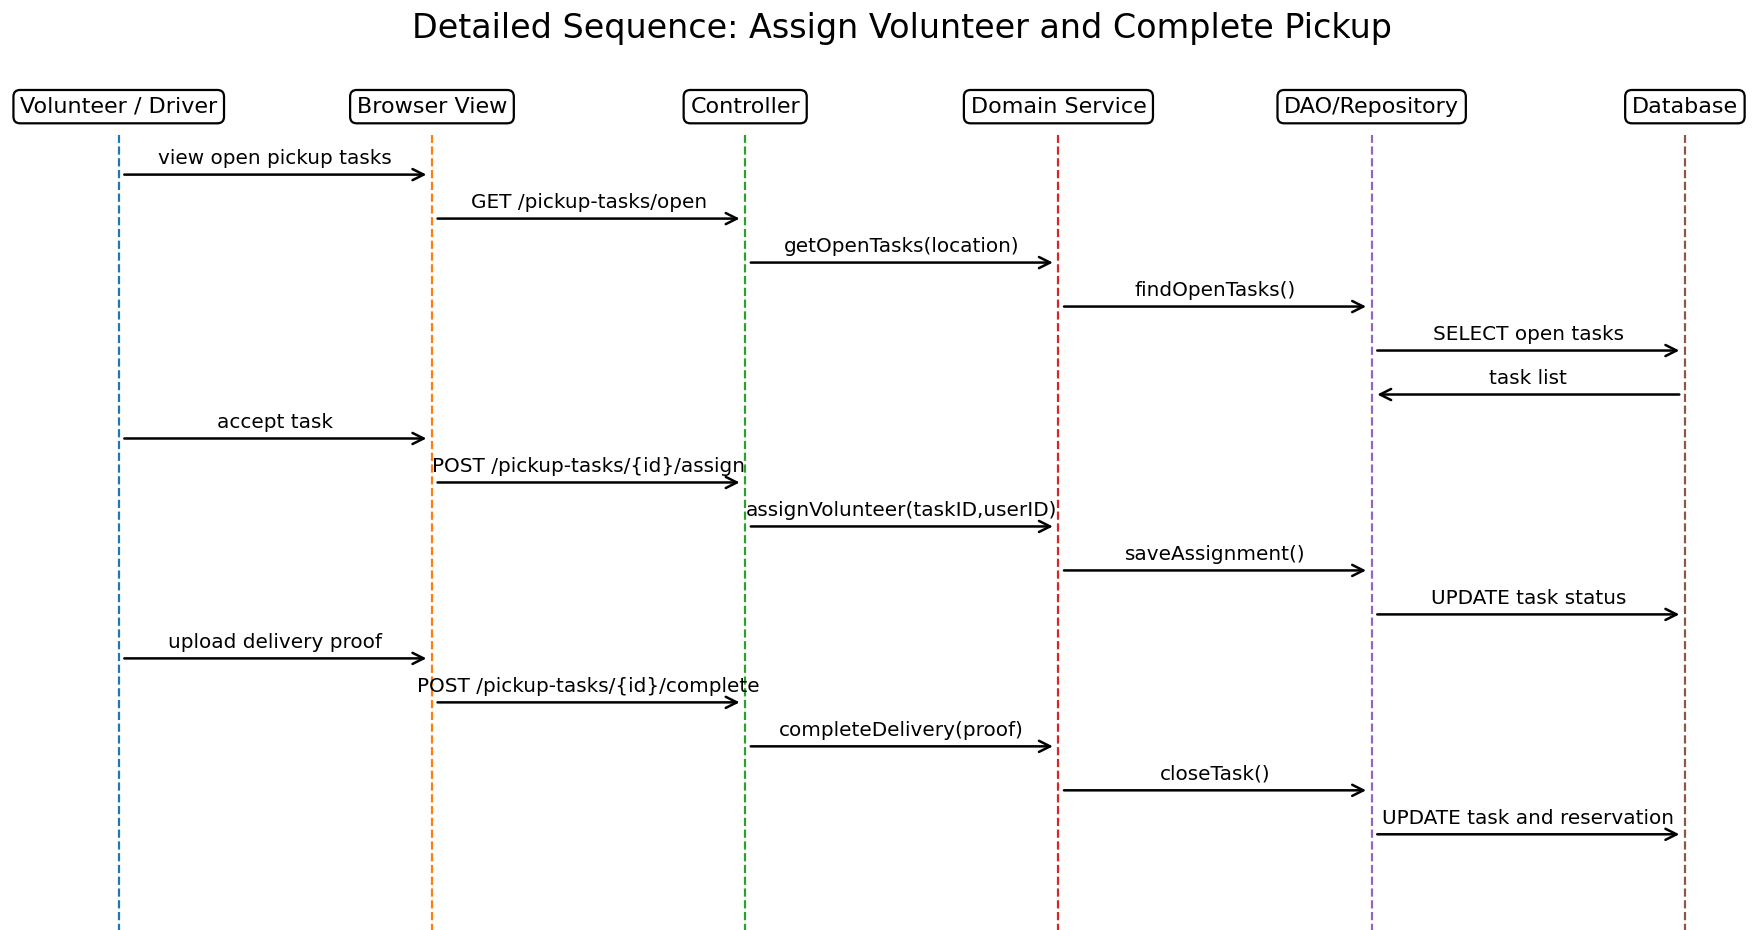 Detailed Sequence: Assign Volunteer and Complete Pickup
Volunteer / Driver
Browser View
Controller
Domain Service
DAO/Repository
Database
view open pickup tasks
GET /pickup-tasks/open
getOpenTasks(location)
findOpenTasks()
SELECT open tasks
task list
accept task
POST /pickup-tasks/{id}/assign
assignVolunteer(taskID,userID)
saveAssignment()
UPDATE task status
upload delivery proof
POST /pickup-tasks/{id}/complete
completeDelivery(proof)
closeTask()
UPDATE task and reservation